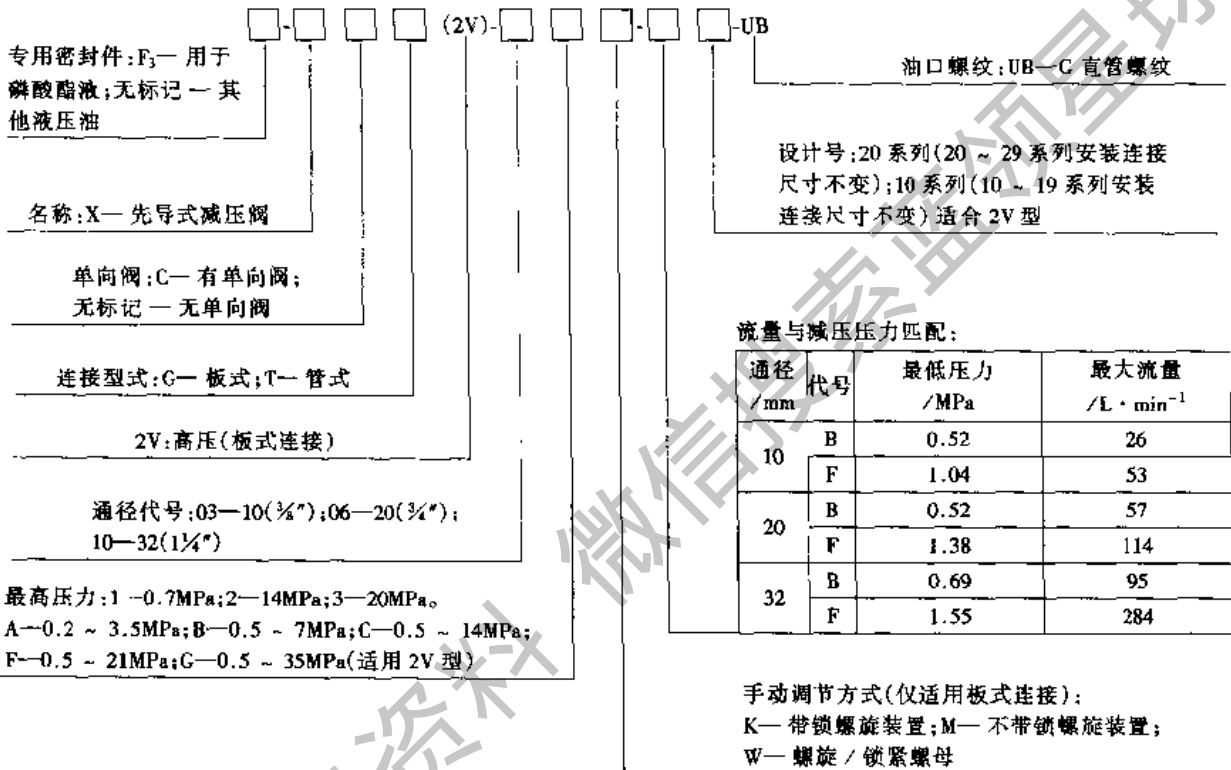 □-□ □ □ (2V)-□ □ □-□ □-UB
专用密封件:F₃— 用于
磷酸酯液;无标记 — 其
他液压油
名称:X— 先导式减压阀
单向阀:C— 有单向阀;
无标记 — 无单向阀
连接型式:G— 板式;T— 管式
2V:高压(板式连接)
通径代号:03—10(⅜″);06—20(¾″);
10—32(1¼″)
最高压力:1 -0.7MPa;2—14MPa;3—20MPa。
A—0.2 ~ 3.5MPa;B—0.5 ~ 7MPa;C—0.5 ~ 14MPa;
F—0.5 ~ 21MPa;G—0.5 ~ 35MPa(适用 2V 型)
油口螺纹:UB—G 直管螺纹
设计号:20 系列(20 ~ 29 系列安装连接
尺寸不变);10 系列(10 ~ 19 系列安装
连接尺寸不变)适合 2V 型
流量与减压压力匹配:
通径/mm 代号 最低压力/MPa 最大流量/L·min⁻¹
10 B 0.52 26
F 1.04 53
20 B 0.52 57
F 1.38 114
32 B 0.69 95
F 1.55 284
手动调节方式(仅适用板式连接):
K— 带锁螺旋装置;M— 不带锁螺旋装置;
W— 螺旋 / 锁紧螺母
资料 微信搜索蓝领星球